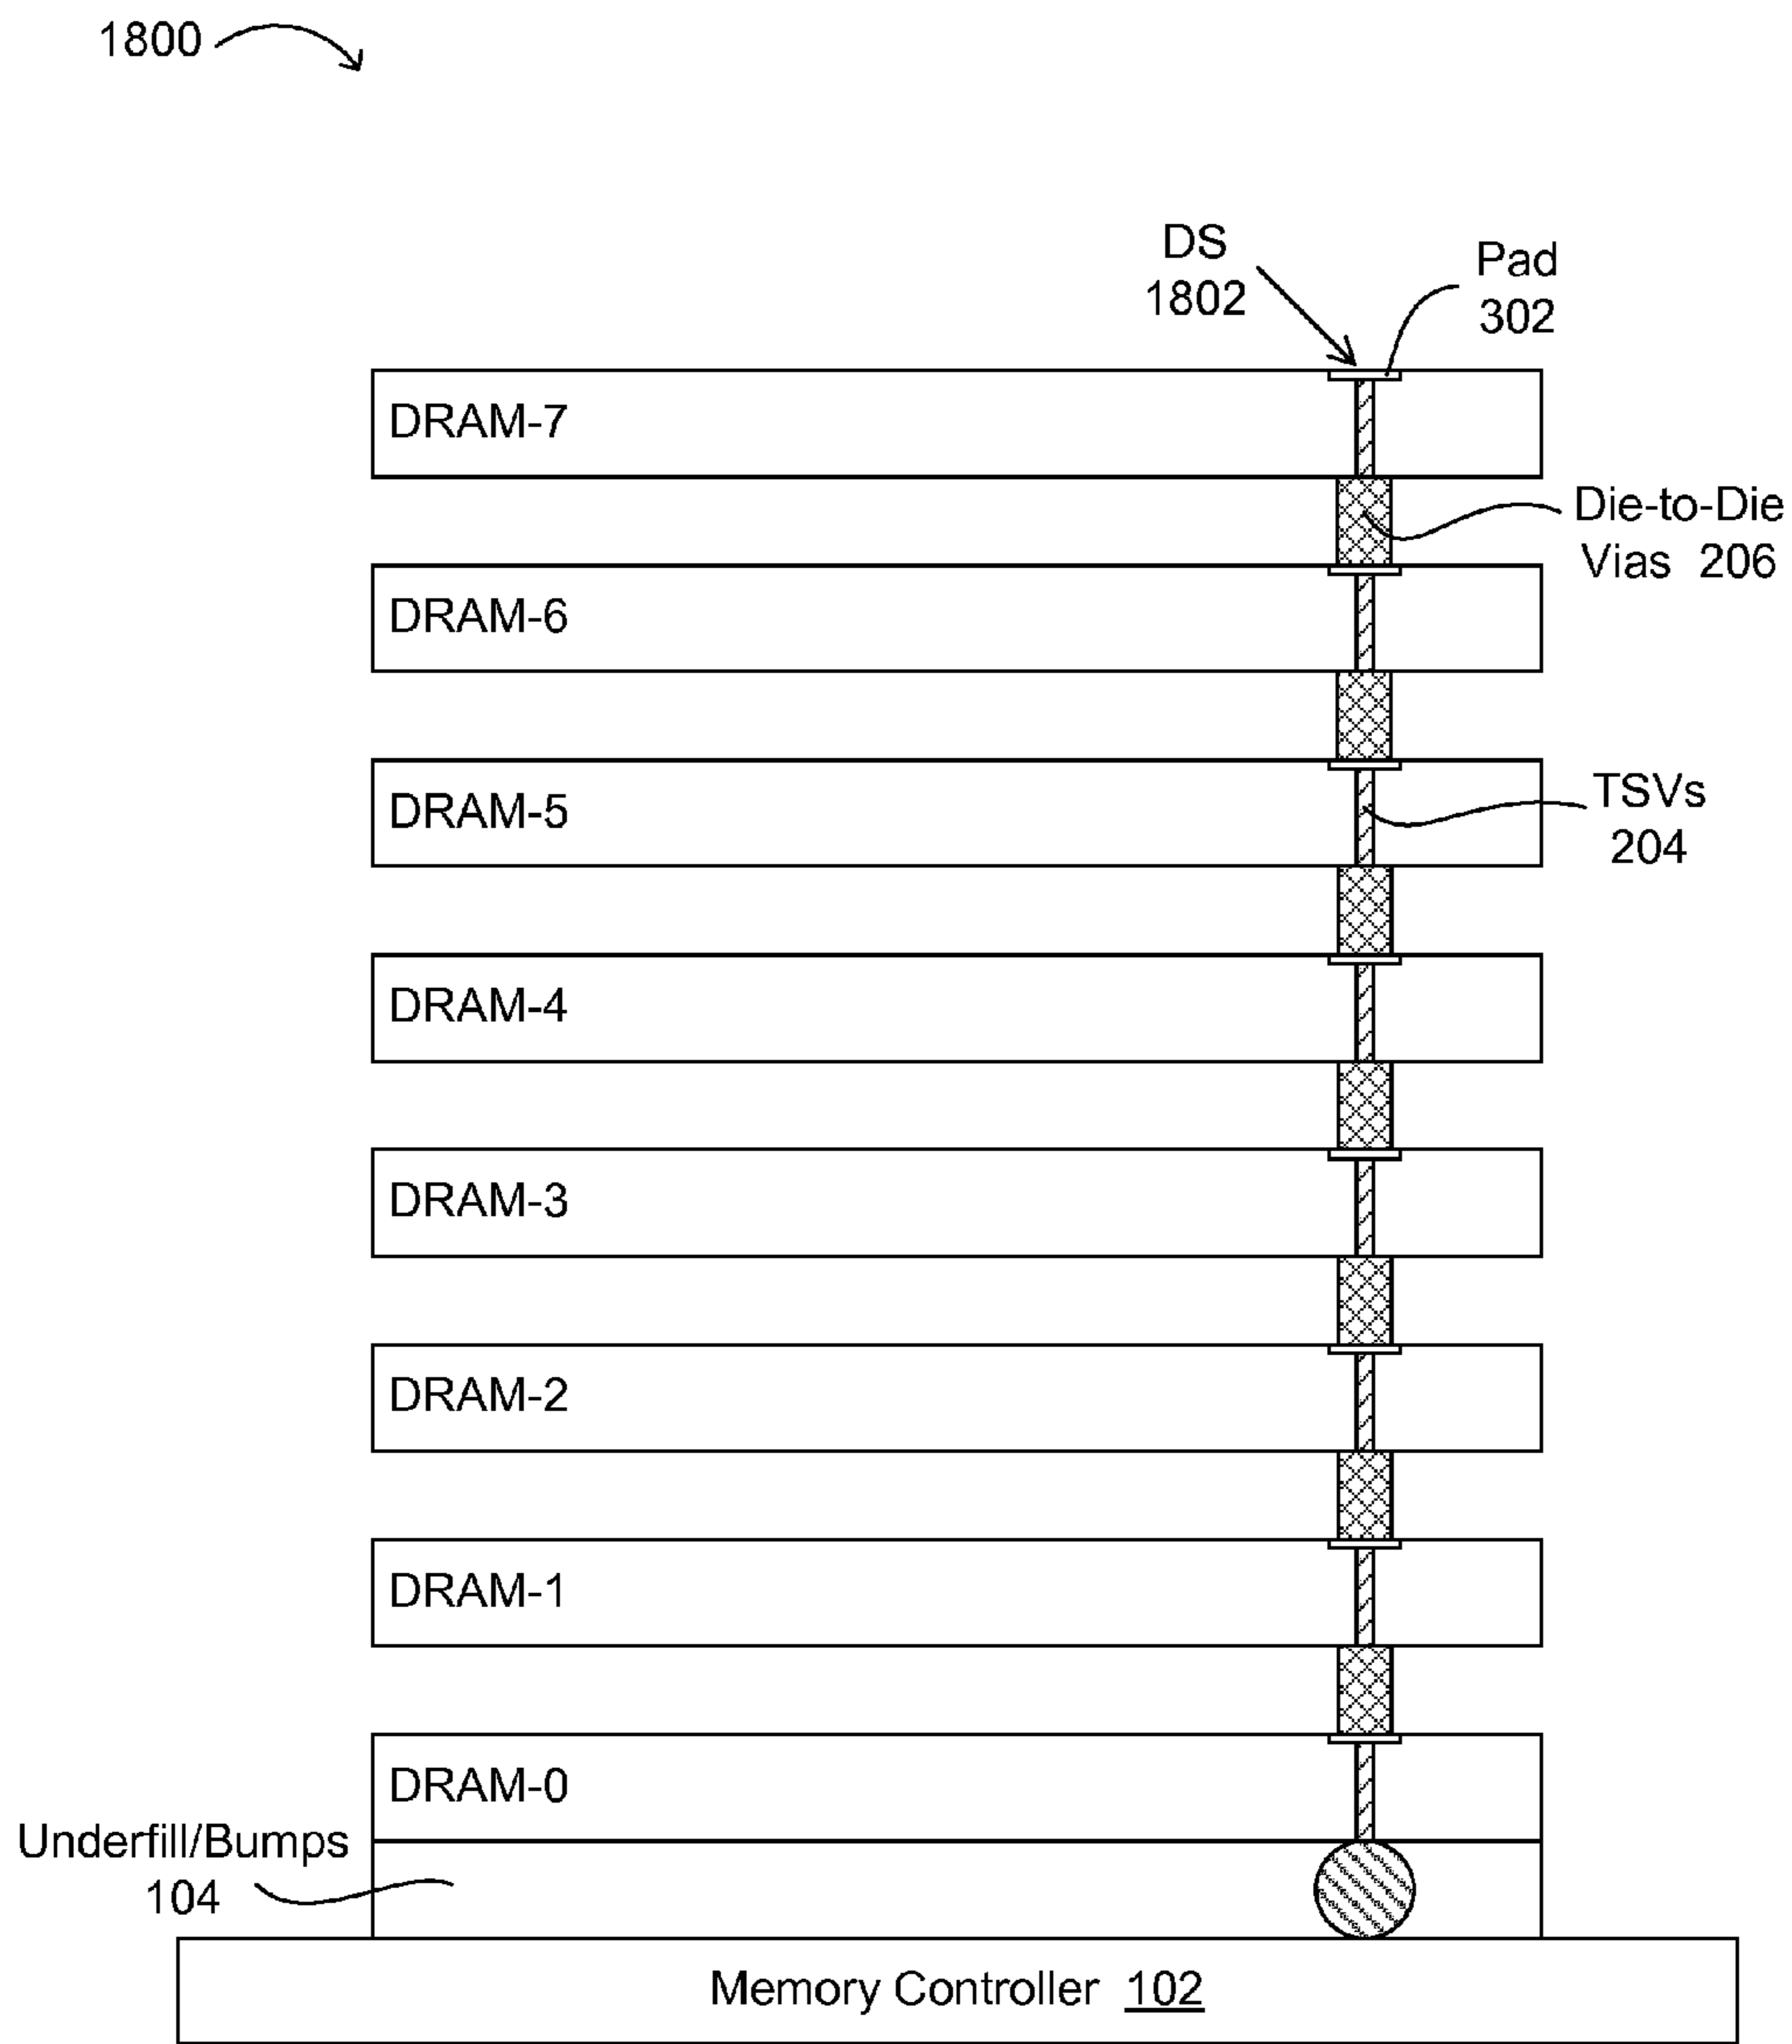 1800
DS
1802
Pad
302
DRAM-7
Die-to-Die
Vias 206
DRAM-6
DRAM-5
TSVs
204
DRAM-4
DRAM-3
DRAM-2
DRAM-1
DRAM-0
Underfill/Bumps
104
Memory Controller 102